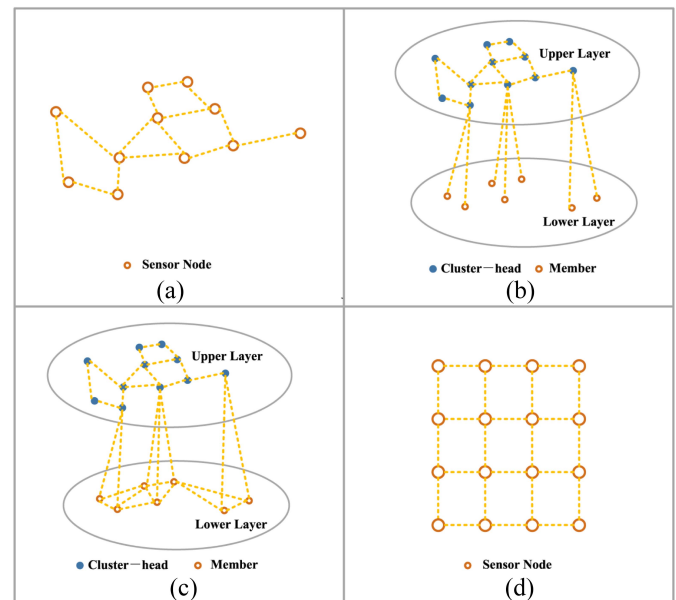 Upper Layer
Lower Layer
Sensor Node
Cluster—head Member
(a)
(b)
Upper Layer
Lower Layer
Cluster—head Member
Sensor Node
(c)
(d)